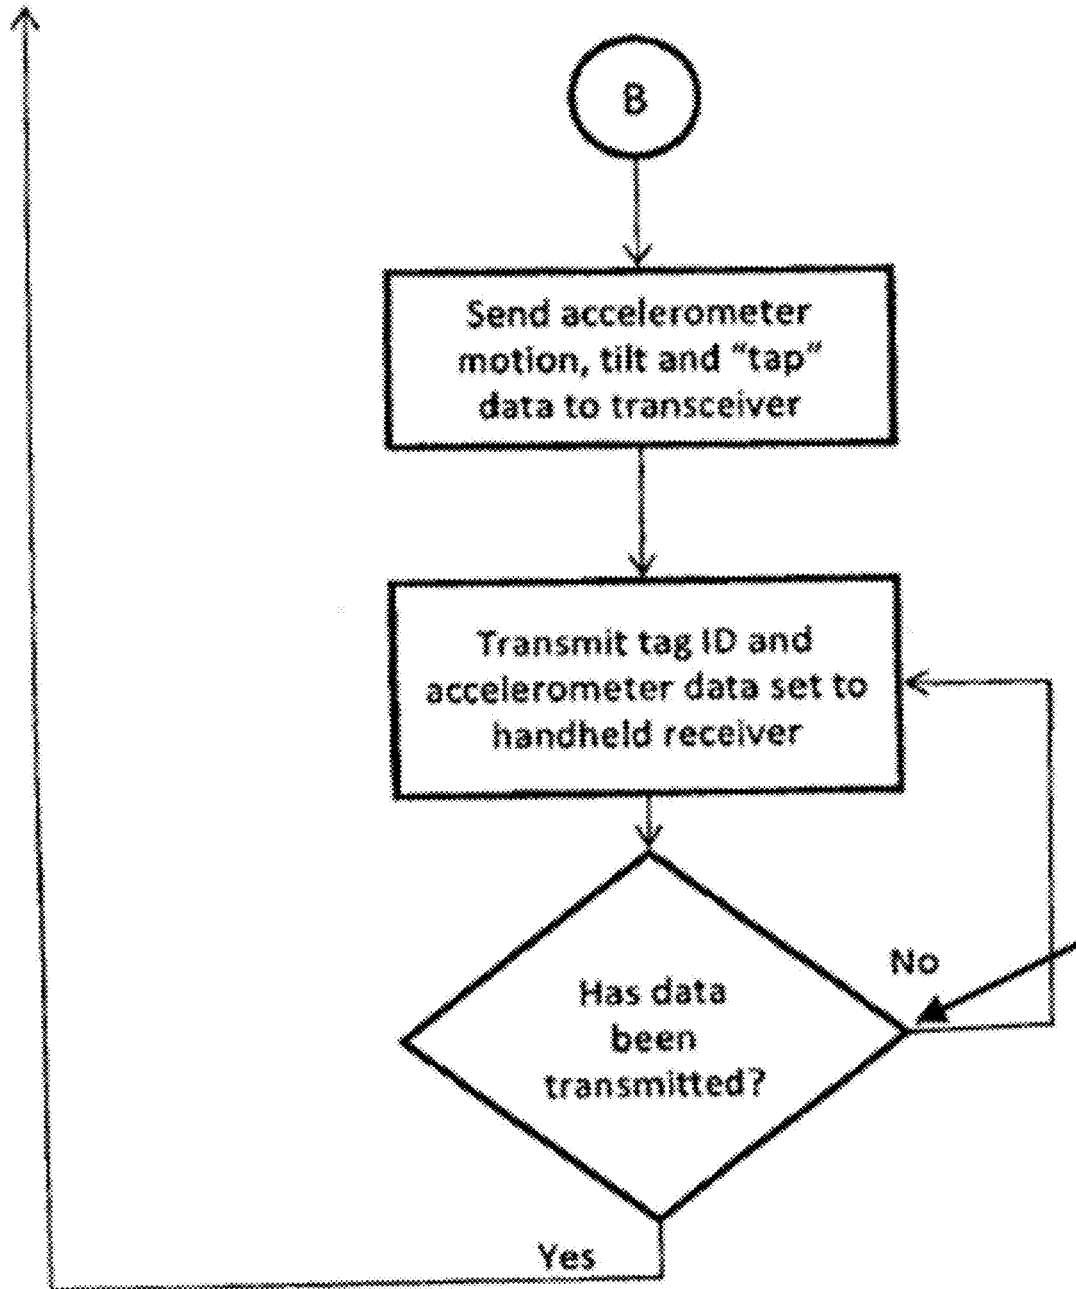 B
Send accelerometer
motion, tilt and “tap”
data to transceiver
Transmit tag ID and
accelerometer data set to
handheld receiver
No
Has data
been
transmitted?
Yes